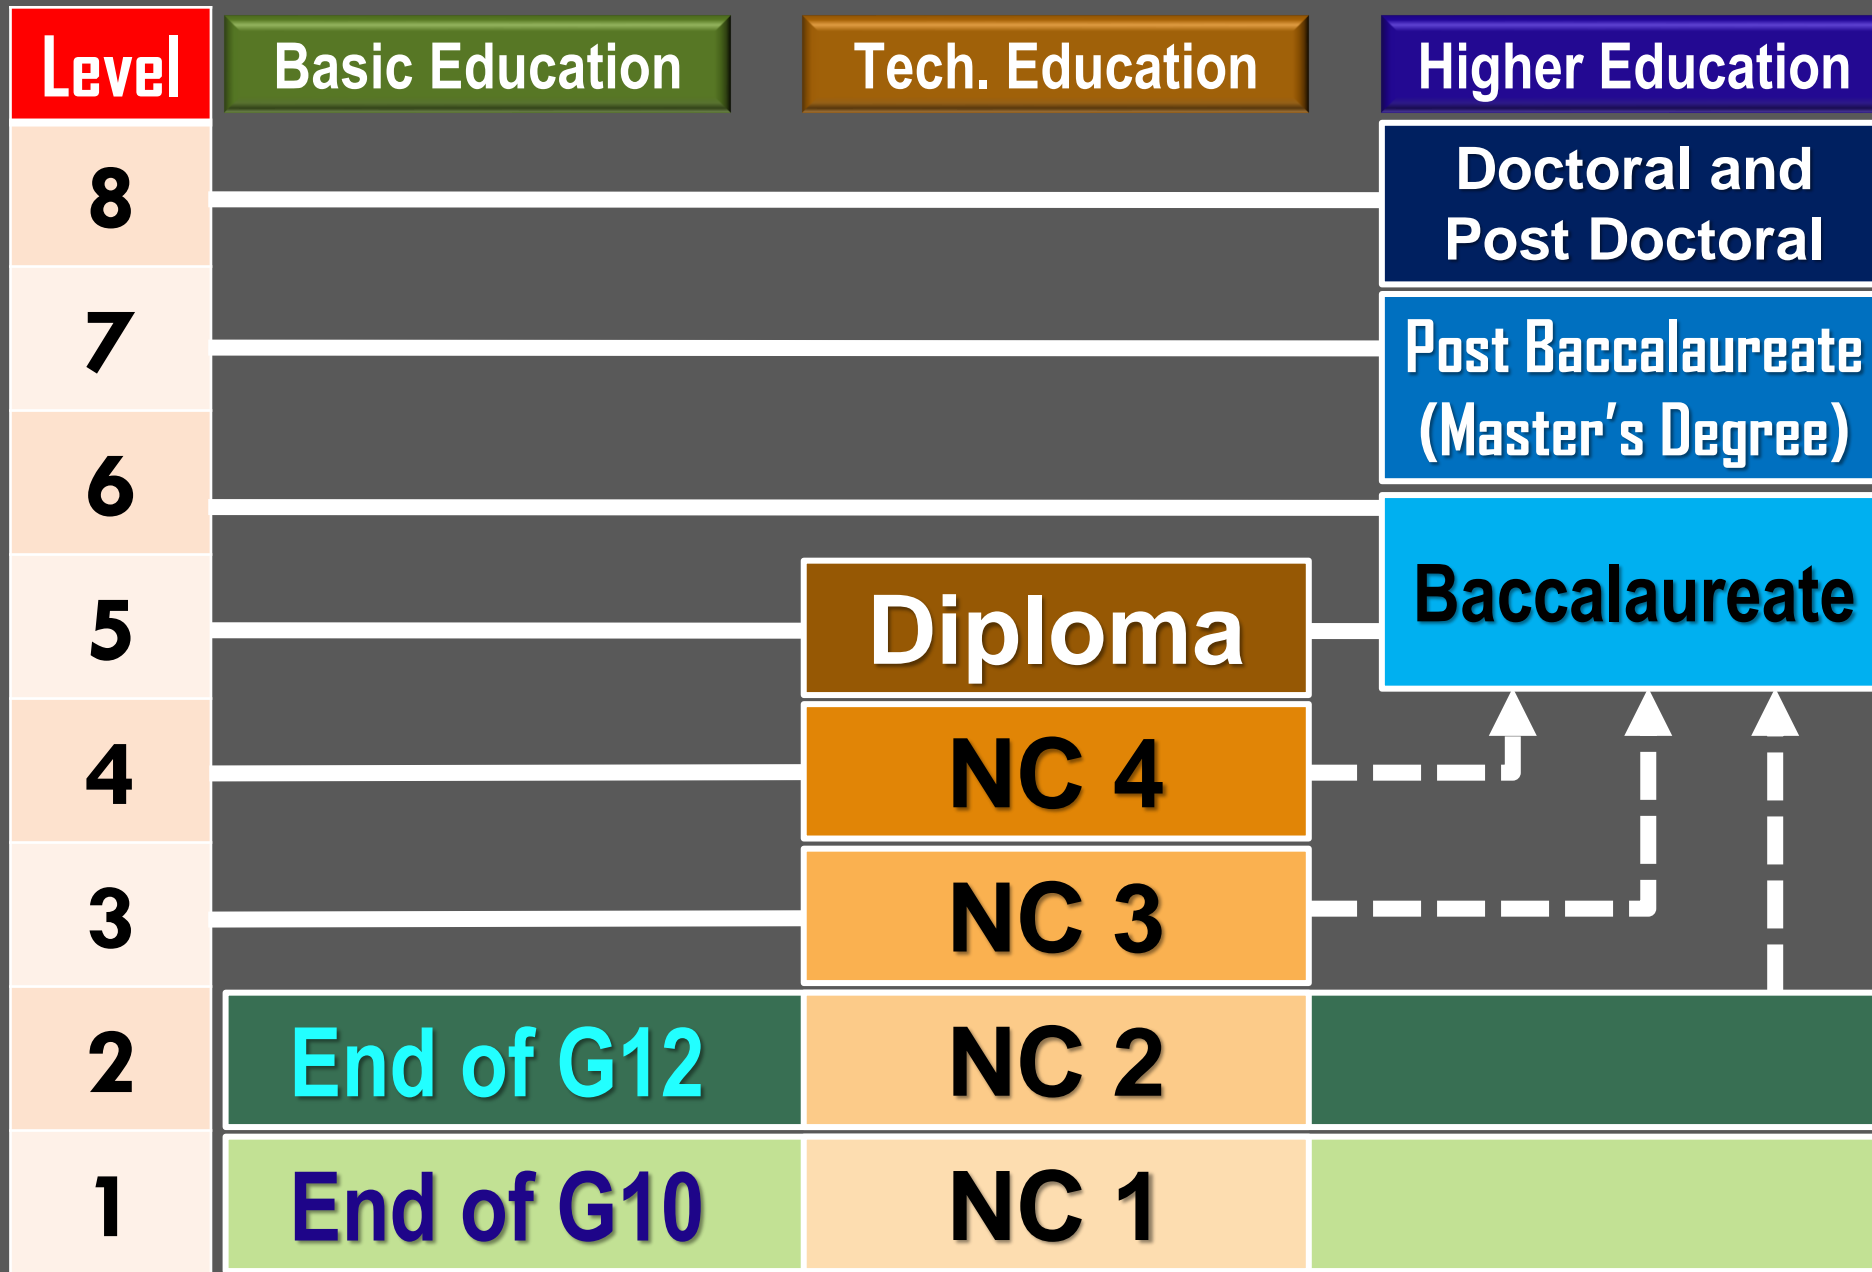 Level Basic Education Tech. Education Higher Education
8 Doctoral and
Post Doctoral
7 Post Baccalaureate
(Master's Degree)
6 Baccalaureate
5 Diploma
4 NC 4
3 NC 3
2 End of G12 NC 2
1 End of G10 NC 1